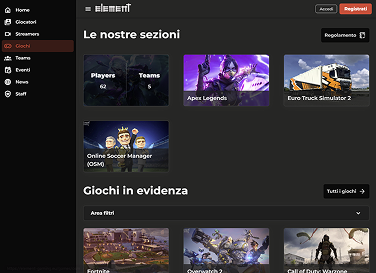 Home
Giocatori
Streamers
Giochi
Teams
Eventi
News
Staff
ELEMENT
Accedi
Registrati
Le nostre sezioni
Regolamento
Players
62
Teams
5
Apex Legends
Euro Truck Simulator 2
Online Soccer Manager
(OSM)
Giochi in evidenza
Tutti i giochi
Area filtri
Fortnite
Overwatch 2
Call of Duty: Warzone